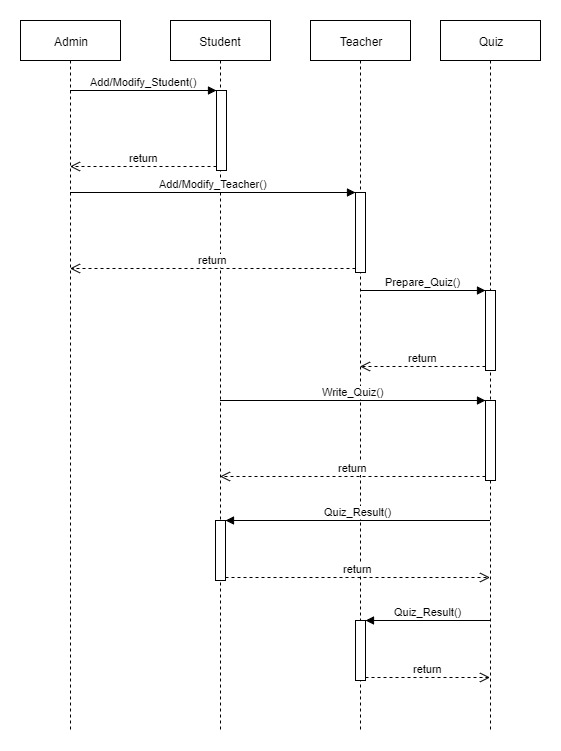 Admin
Student
Teacher
Quiz
Add/Modify_Student()
return
Add/Modify_Teacher()
return
Prepare_Quiz()
return
Write_Quiz()
return
Quiz_Result()
return
Quiz_Result()
return